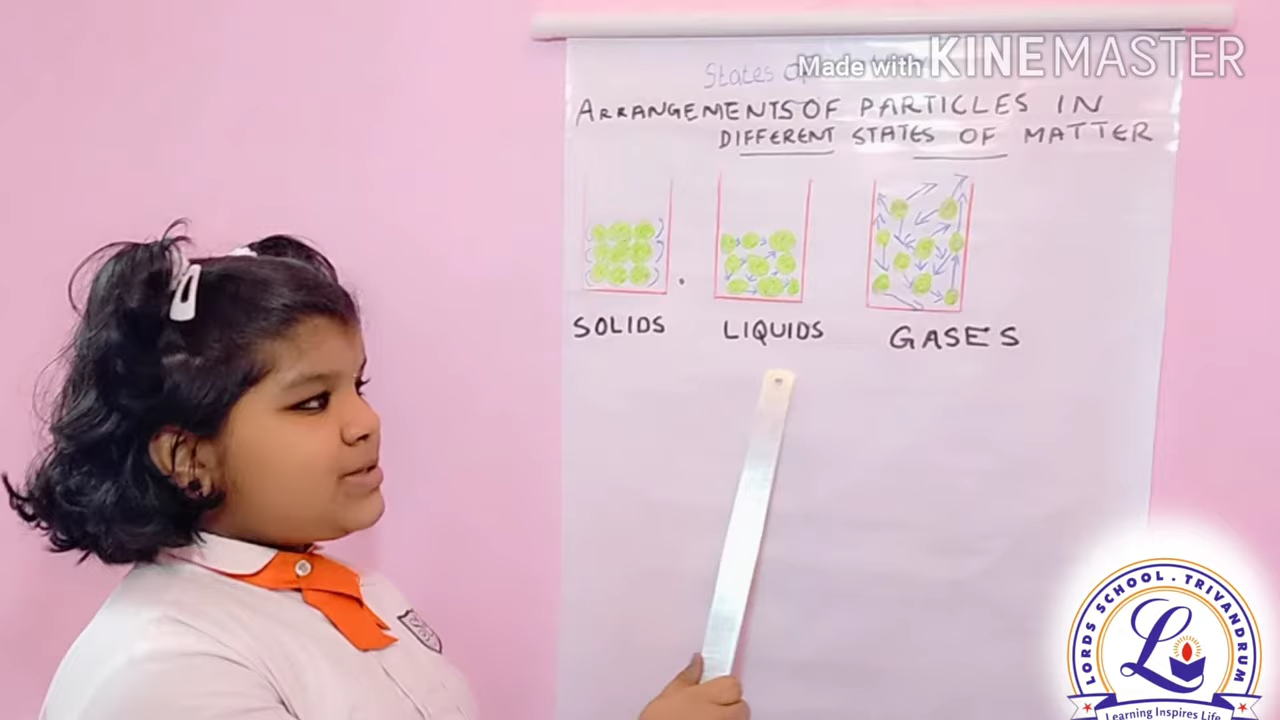 Made with KINEMASTER
States
ARRANGEMENTS OF PARTICLES IN
DIFFERENT STATES OF MATTER
SOLIDS
LIQUIDS
GASES
LORDS SCHOOL . TRIVANDRUM
L
Learning Inspires Life